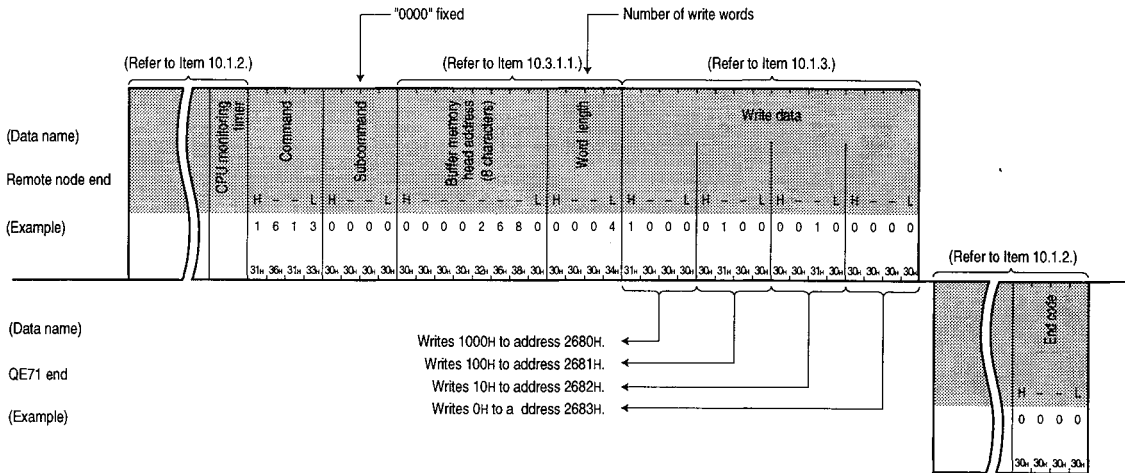 "0000" fixed
Number of write words
(Refer to Item 10.1.2.)
(Refer to Item 10.3.1.1.)
(Refer to Item 10.1.3.)
(Data name)
Remote node end
(Example)
CPU monitoring
timer
Command
Subcommand
Buffer memory
head address
(8 characters)
Word length
Write data
H - - L H - - L H - - - - - - L H - - L H - - L H - - L H - - L H - - L
1 6 1 3 0 0 0 0 0 0 0 0 2 6 8 0 0 0 0 4 1 0 0 0 0 1 0 0 0 0 1 0 0 0 0 0
31H 36H 31H 33H 30H 30H 30H 30H 30H 30H 30H 30H 32H 36H 38H 30H 30H 30H 30H 34H 31H 30H 30H 30H 30H 31H 30H 30H 30H 30H 31H 30H 30H 30H 30H 30H
(Refer to Item 10.1.2.)
(Data name)
QE71 end
(Example)
Writes 1000H to address 2680H.
Writes 100H to address 2681H.
Writes 10H to address 2682H.
Writes 0H to a ddress 2683H.
End code
H - - L
0 0 0 0
30H 30H 30H 30H